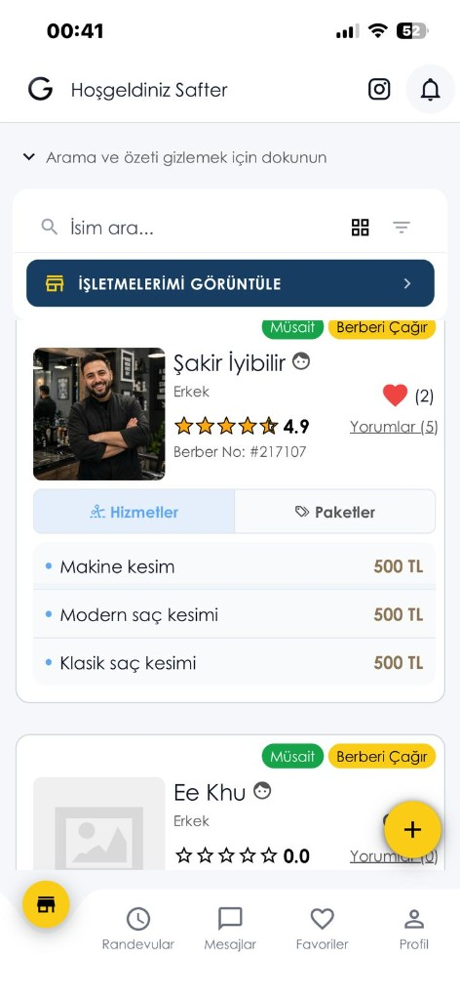 00:41
52
G Hoşgeldiniz Safter
Arama ve özeti gizlemek için dokunun
İsim ara...
İŞLETMELERİMİ GÖRÜNTÜLE
Müsait Berberi Çağır
Şakir İyibilir
Erkek
(2)
4.9
Yorumlar (5)
Berber No: #217107
Hizmetler Paketler
Makine kesim 500 TL
Modern saç kesimi 500 TL
Klasik saç kesimi 500 TL
Müsait Berberi Çağır
Ee Khu
Erkek
0.0
Yorumlar (0)
Randevular Mesajlar Favoriler Profil